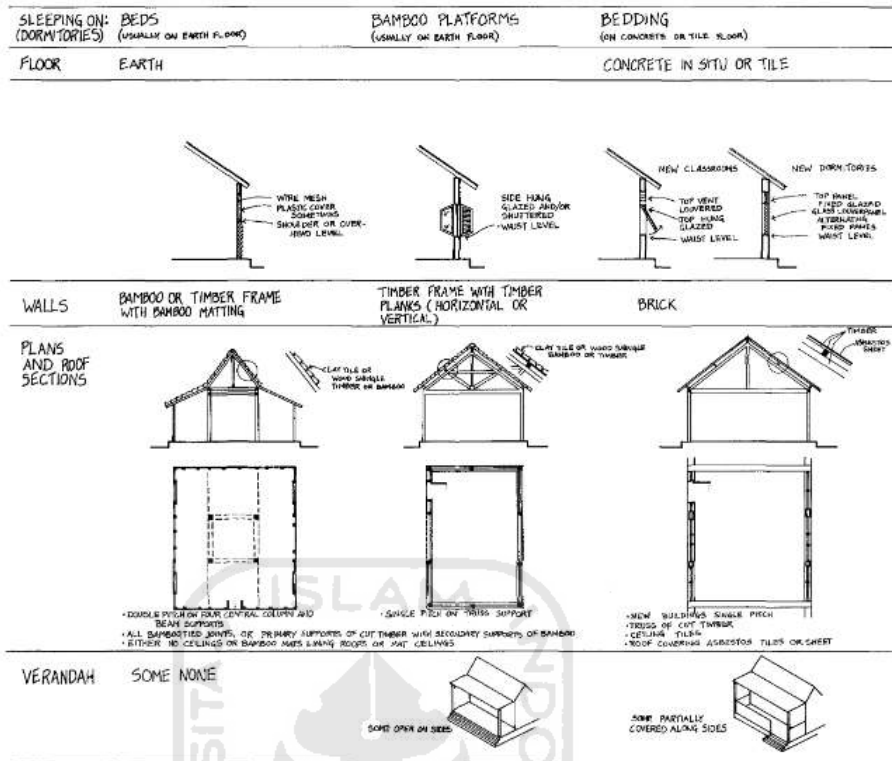 SLEEPING ON: BEDS BAMBOO PLATFORMS BEDDING
(DORMITORIES) (USUALLY ON EARTH FLOOR) (USUALLY ON EARTH FLOOR) (ON CONCRETE OR TILE FLOOR)
FLOOR EARTH CONCRETE IN SITU OR TILE
WIRE MESH
PLASTIC COVER
SOMETIMES
SHOULDER OR OVER-
HEAD LEVEL
SIDE HUNG
GLAZED AND/OR
SHUTTERED
WAIST LEVEL
NEW CLASSROOMS
TOP VENT
LOUVERED
TOP HUNG
GLAZED
WAIST LEVEL
NEW DORMITORIES
TOP PANEL
FIXED GLAZED
GLASS LOUVERPANEL
ALTERNATING
FIXED PANES
WAIST LEVEL
WALLS
BAMBOO OR TIMBER FRAME
WITH BAMBOO MATTING
TIMBER FRAME WITH TIMBER
PLANKS (HORIZONTAL OR
VERTICAL)
BRICK
PLANS
AND ROOF
SECTIONS
CLAY TILE OR
WOOD SHINGLE
TIMBER OR BAMBOO
CLAY TILE OR WOOD SHINGLE
BAMBOO OR TIMBER
TIMBER
ASBESTOS
SHEET
• DOUBLE PITCH ON FOUR CENTRAL COLUMN AND
BEAM SUPPORTS
• ALL BAMBOO TIED JOINTS, OR PRIMARY SUPPORTS OF CUT TIMBER WITH SECONDARY SUPPORTS OF BAMBOO
• EITHER NO CEILINGS OR BAMBOO MATS LINING ROOFS OR MAT CEILINGS
• SINGLE PITCH ON TRUSS SUPPORT
• NEW BUILDINGS SINGLE PITCH
• TRUSS OF CUT TIMBER
• CEILING TILES
• ROOF COVERING ASBESTOS TILES OR SHEET
VERANDAH SOME NONE
SOME OPEN ON SIDES
SOME PARTIALLY
COVERED ALONG SIDES
ISLAM